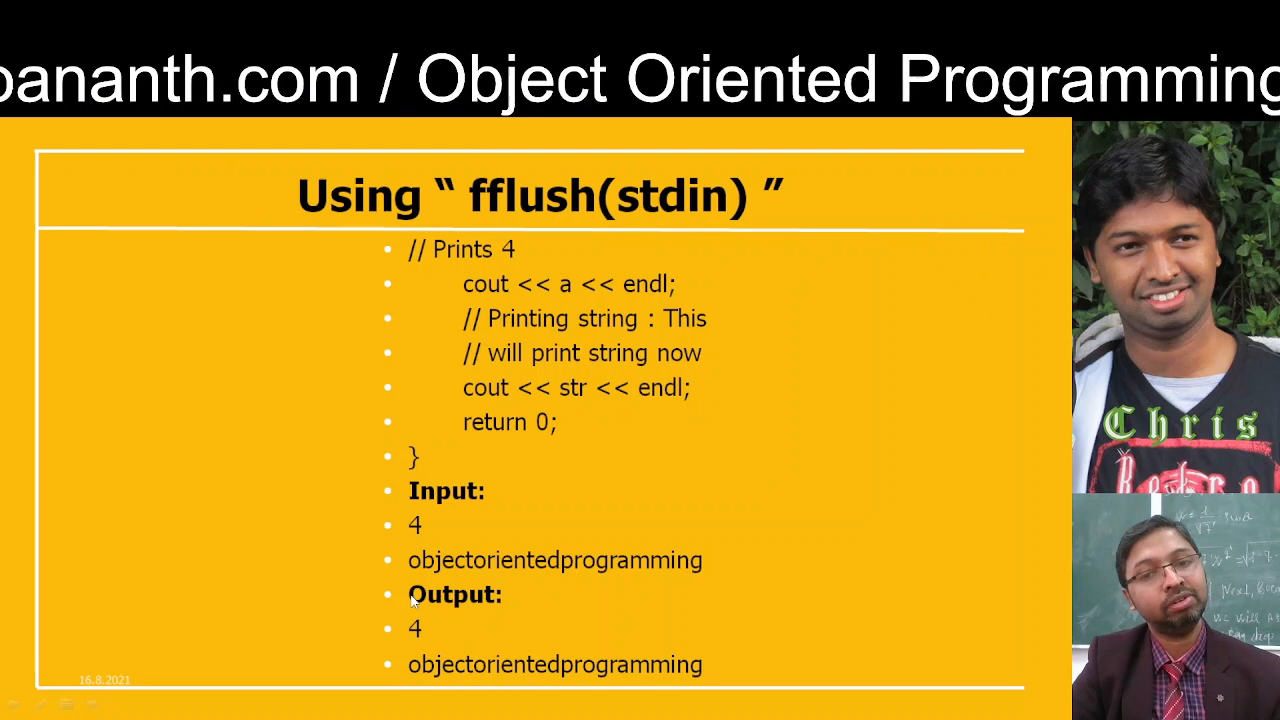 oananth.com / Object Oriented Programming
Using “ fflush(stdin) ”
// Prints 4
cout << a << endl;
// Printing string : This
// will print string now
cout << str << endl;
return 0;
}
Input:
4
objectorientedprogramming
Output:
4
objectorientedprogramming
16.8.2021
Chris